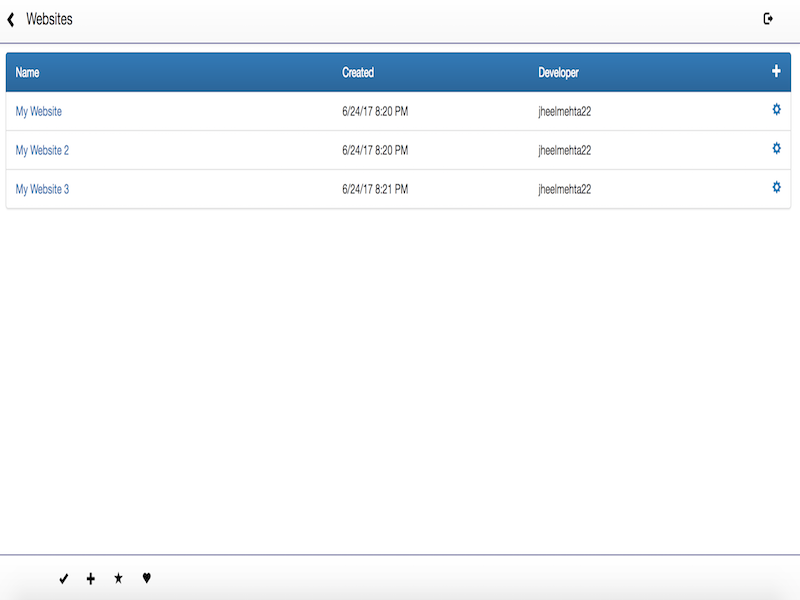 Websites
Name Created Developer
My Website 6/24/17 8:20 PM jheelmehta22
My Website 2 6/24/17 8:20 PM jheelmehta22
My Website 3 6/24/17 8:21 PM jheelmehta22